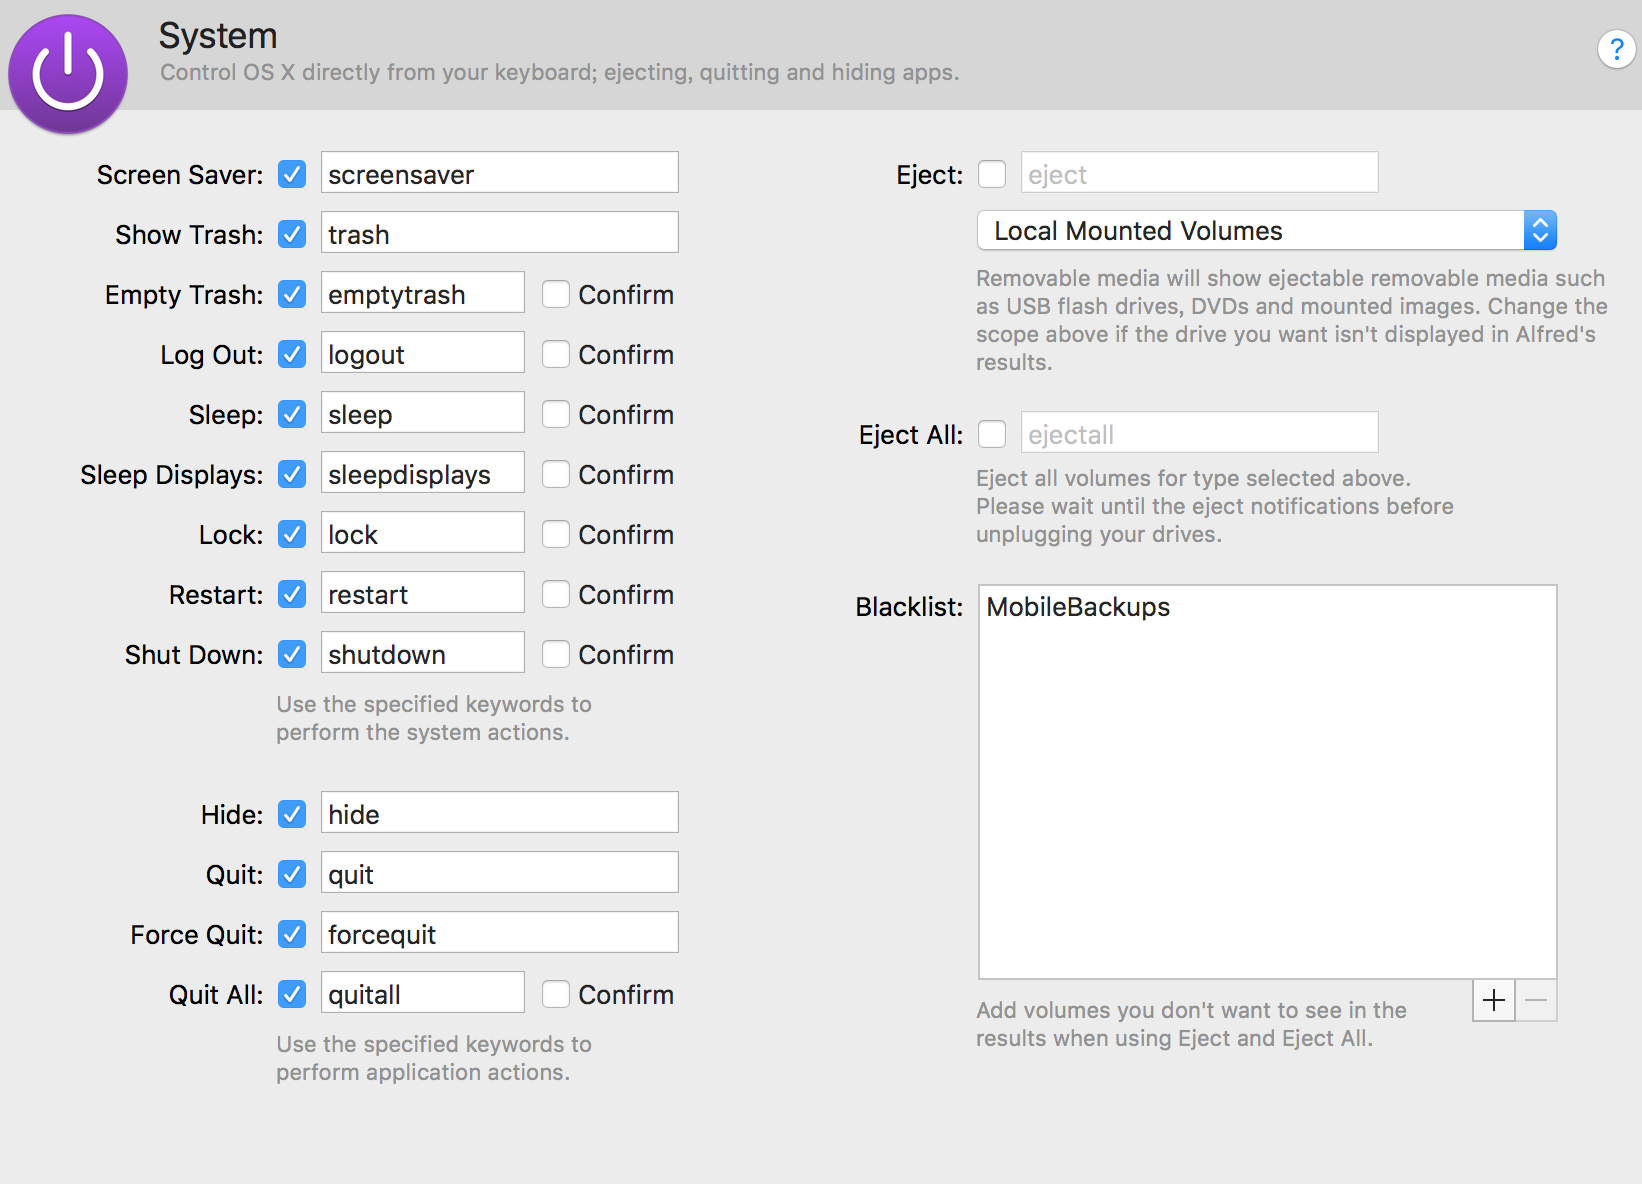 System
Control OS X directly from your keyboard; ejecting, quitting and hiding apps.
?
Screen Saver: screensaver
Show Trash: trash
Empty Trash: emptytrash Confirm
Log Out: logout Confirm
Sleep: sleep Confirm
Sleep Displays: sleepdisplays Confirm
Lock: lock Confirm
Restart: restart Confirm
Shut Down: shutdown Confirm
Use the specified keywords to
perform the system actions.
Hide: hide
Quit: quit
Force Quit: forcequit
Quit All: quitall Confirm
Use the specified keywords to
perform application actions.
Eject: eject
Local Mounted Volumes
Removable media will show ejectable removable media such
as USB flash drives, DVDs and mounted images. Change the
scope above if the drive you want isn't displayed in Alfred's
results.
Eject All: ejectall
Eject all volumes for type selected above.
Please wait until the eject notifications before
unplugging your drives.
Blacklist: MobileBackups
Add volumes you don't want to see in the
results when using Eject and Eject All.